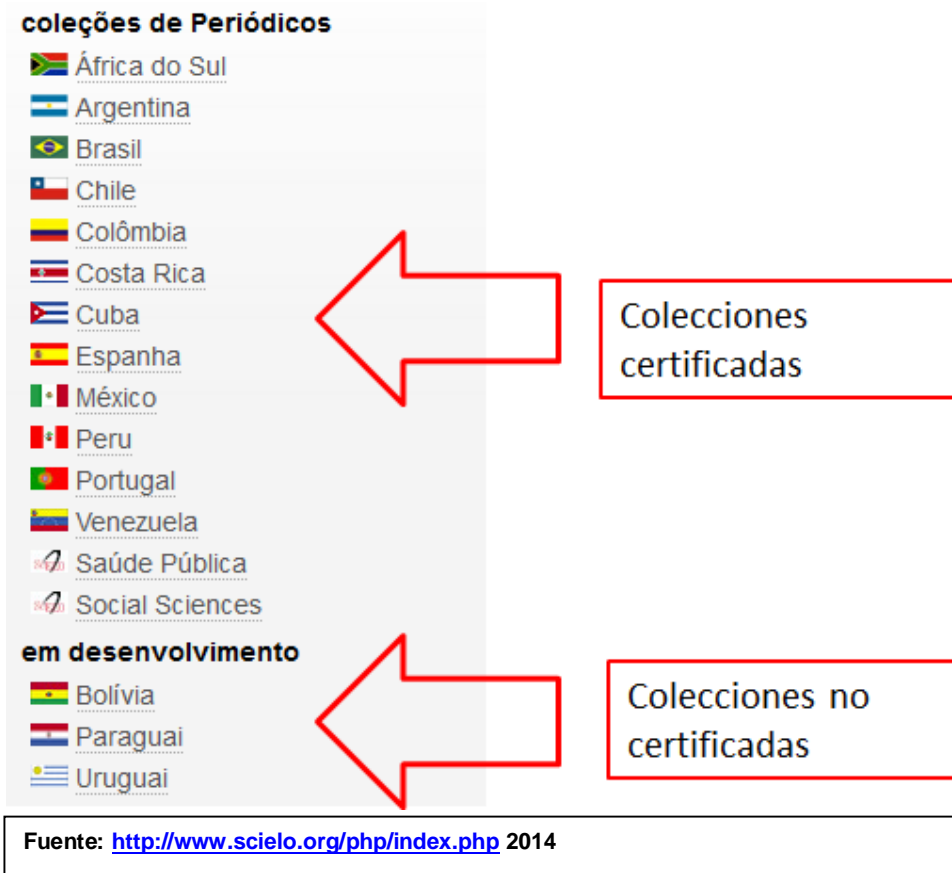 coleções de Periódicos
África do Sul
Argentina
Brasil
Chile
Colômbia
Costa Rica
Cuba
Espanha
México
Peru
Portugal
Venezuela
Saúde Pública
Social Sciences
Colecciones
certificadas
em desenvolvimento
Bolívia
Paraguai
Uruguai
Colecciones no
certificadas
Fuente: http://www.scielo.org/php/index.php 2014